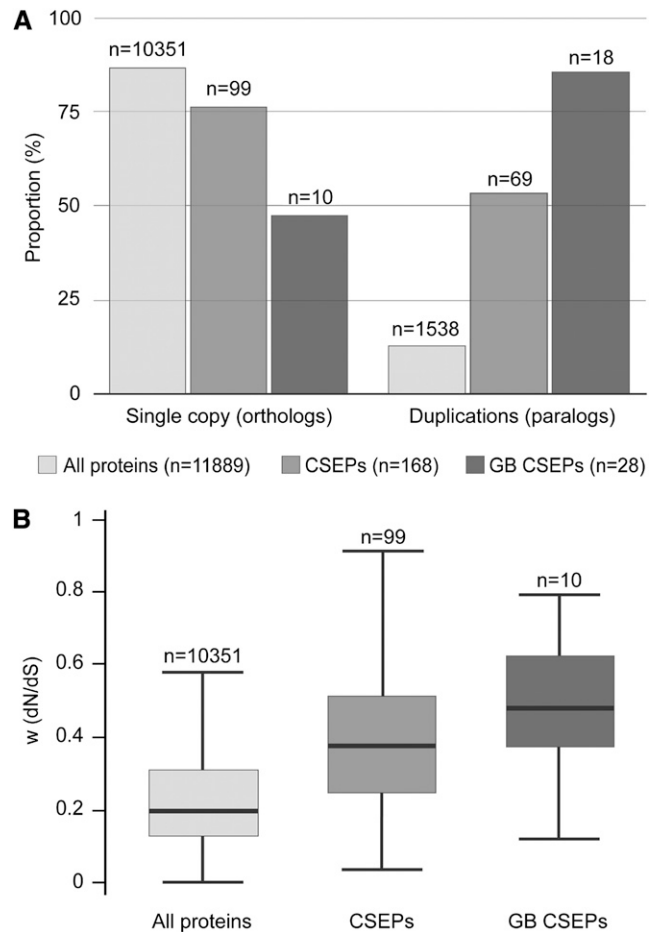 A
100
75
50
25
0
Proportion (%)
n=10351
n=99
n=10
n=1538
n=69
n=18
Single copy (orthologs) Duplications (paralogs)
All proteins (n=11889) CSEPs (n=168) GB CSEPs (n=28)
B
1
0.8
0.6
0.4
0.2
0
w (dN/dS)
n=10351
n=99
n=10
All proteins CSEPs GB CSEPs